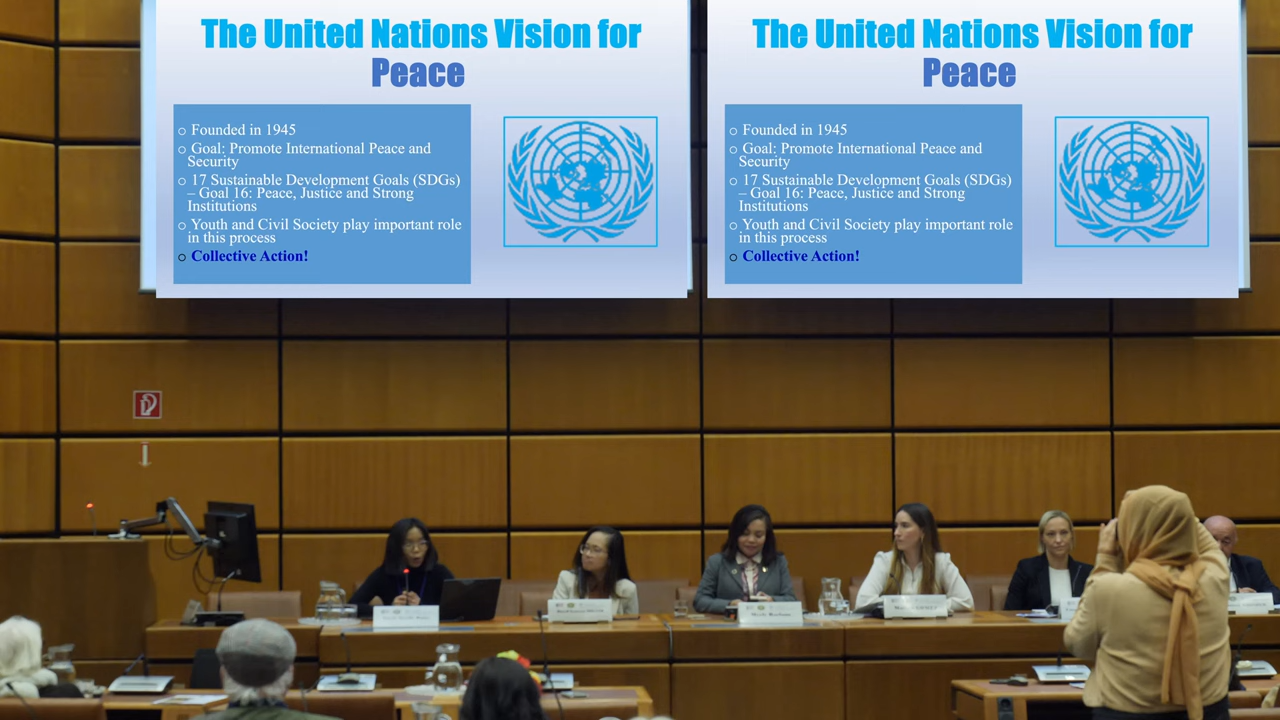 The United Nations Vision for
Peace
o Founded in 1945
o Goal: Promote International Peace and
Security
o 17 Sustainable Development Goals (SDGs)
– Goal 16: Peace, Justice and Strong
Institutions
o Youth and Civil Society play important role
in this process
o Collective Action!
The United Nations Vision for
Peace
o Founded in 1945
o Goal: Promote International Peace and
Security
o 17 Sustainable Development Goals (SDGs)
– Goal 16: Peace, Justice and Strong
Institutions
o Youth and Civil Society play important role
in this process
o Collective Action!